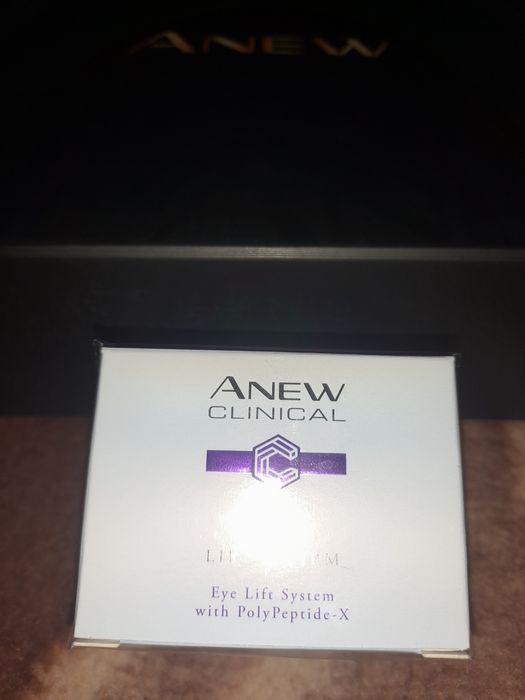 ANEW
ANEW
CLINICAL
Eye Lift System
with PolyPeptide-X